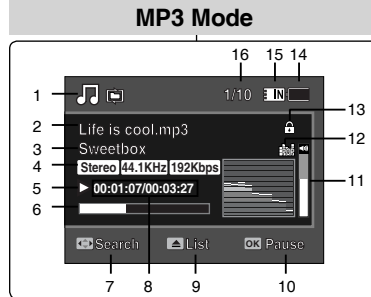 MP3 Mode
16 15 14
1 1/10 IN
13
2 Life is cool.mp3
12
3 Sweetbox
4 Stereo 44.1KHz 192Kbps
11
5 00:01:07/00:03:27
6
Search List OK Pause
7 8 9 10